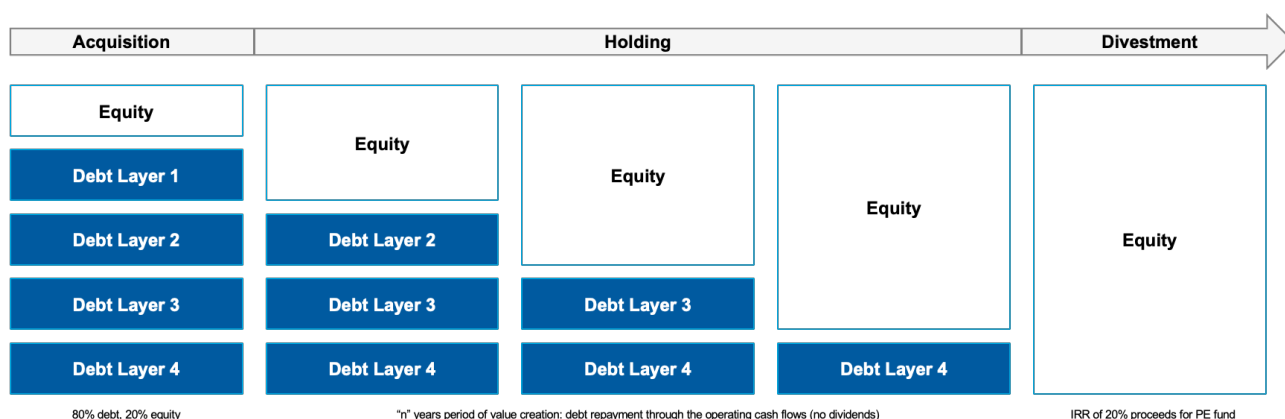 Acquisition
Holding
Divestment
Equity
Debt Layer 1
Debt Layer 2
Debt Layer 3
Debt Layer 4
Equity
Debt Layer 2
Debt Layer 3
Debt Layer 4
Equity
Debt Layer 3
Debt Layer 4
Equity
Debt Layer 4
Equity
80% debt, 20% equity
“n” years period of value creation: debt repayment through the operating cash flows (no dividends)
IRR of 20% proceeds for PE fund